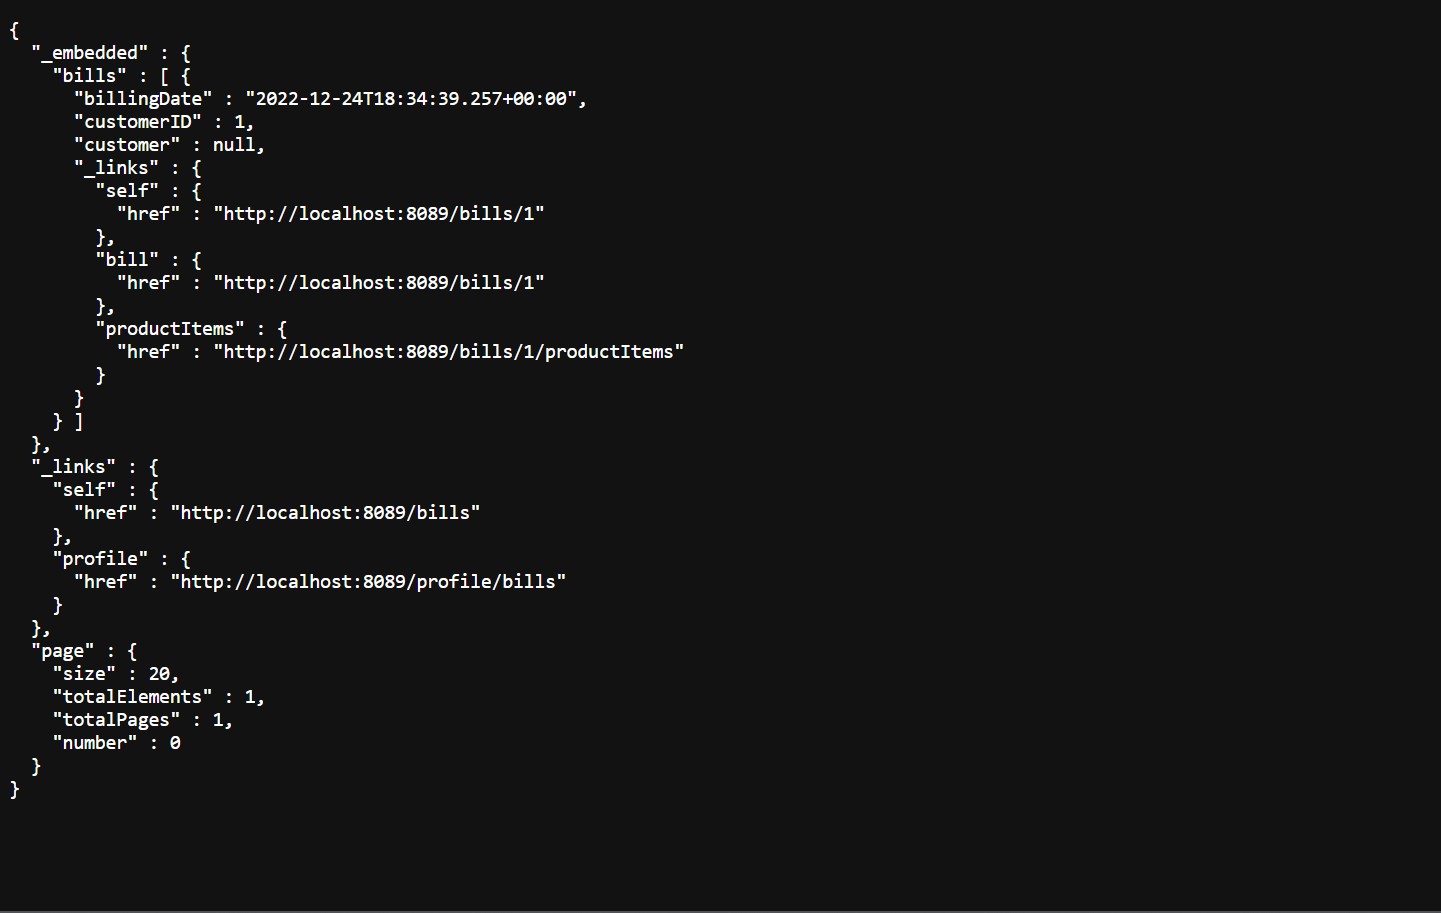 {
  "_embedded" : {
    "bills" : [ {
      "billingDate" : "2022-12-24T18:34:39.257+00:00",
      "customerID" : 1,
      "customer" : null,
      "_links" : {
        "self" : {
          "href" : "http://localhost:8089/bills/1"
        },
        "bill" : {
          "href" : "http://localhost:8089/bills/1"
        },
        "productItems" : {
          "href" : "http://localhost:8089/bills/1/productItems"
        }
      }
    } ]
  },
  "_links" : {
    "self" : {
      "href" : "http://localhost:8089/bills"
    },
    "profile" : {
      "href" : "http://localhost:8089/profile/bills"
    }
  },
  "page" : {
    "size" : 20,
    "totalElements" : 1,
    "totalPages" : 1,
    "number" : 0
  }
}